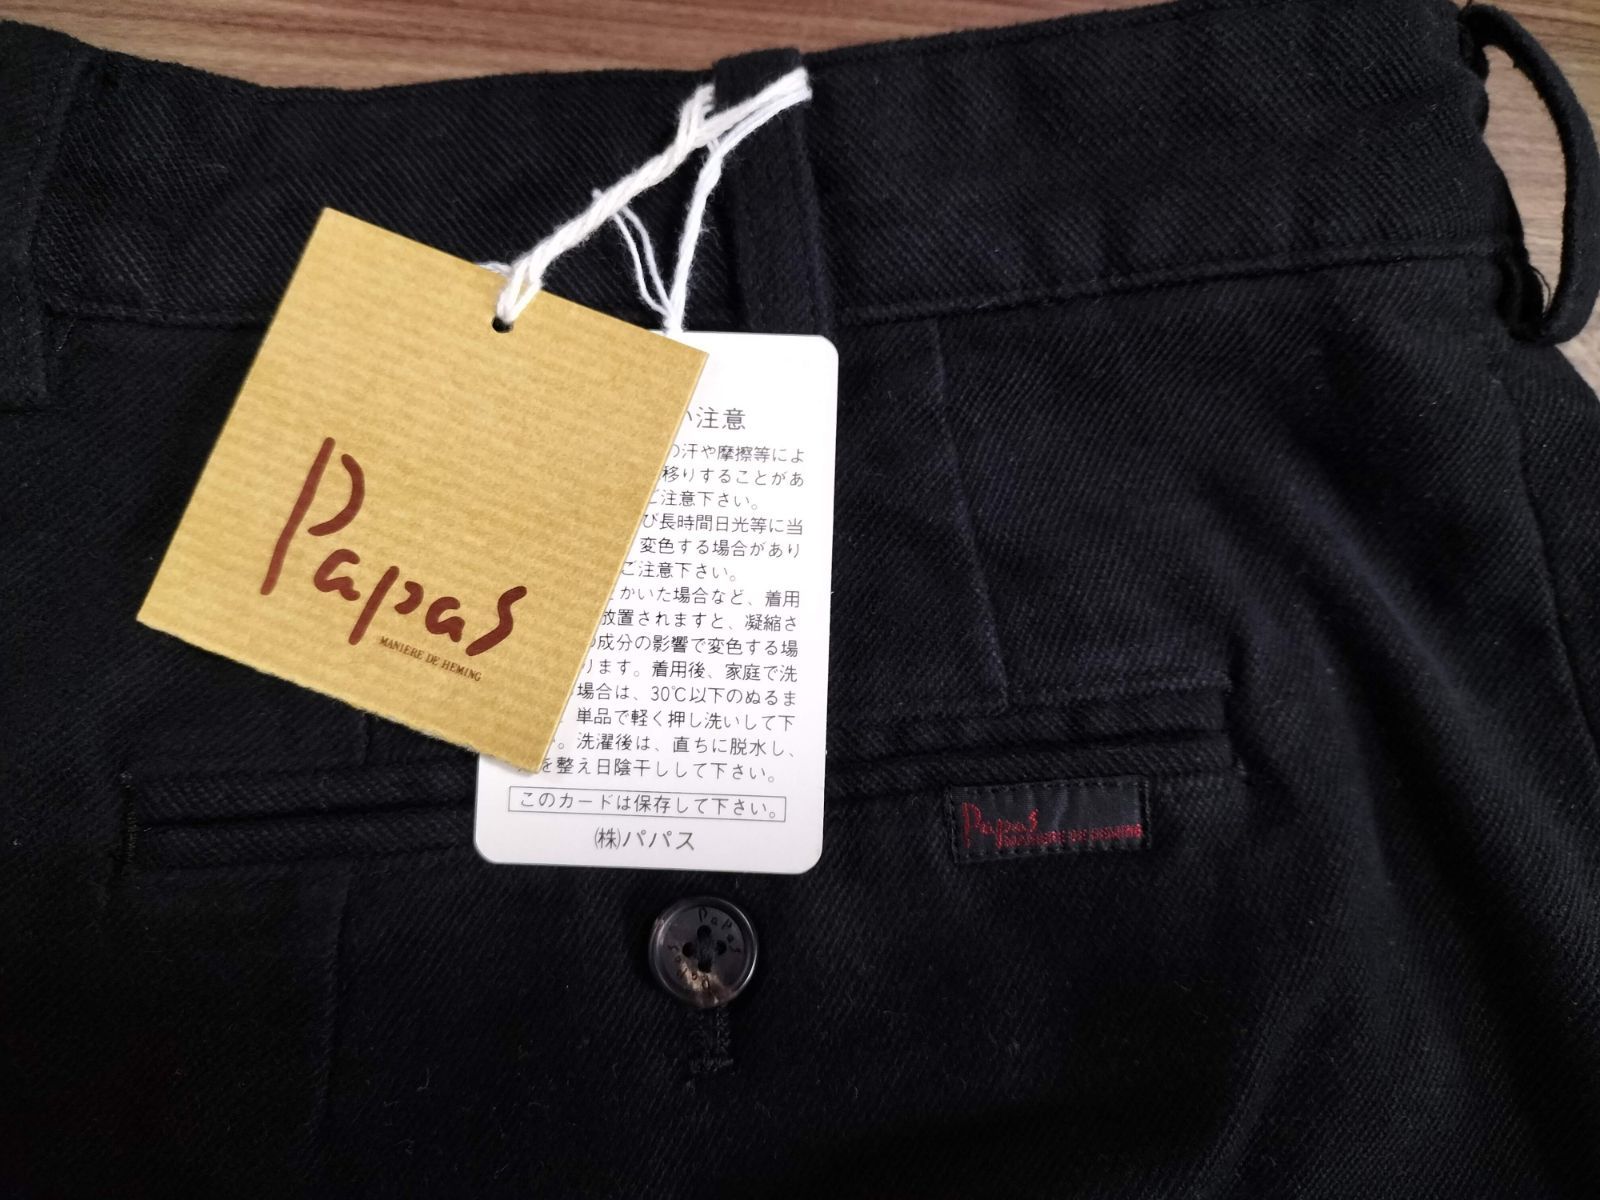 Papas
MANIERE DE HEMING
い注意
の汗や摩擦等によ
移りすることがあ
ご注意下さい。
び長時間日光等に当
変色する場合があり
ご注意下さい。
かいた場合など、着用
放置されますと、凝縮さ
の成分の影響で変色する場
ります。着用後、家庭で洗
場合は、30℃以下のぬるま
単品で軽く押し洗いして下
。洗濯後は、直ちに脱水し、
を整え日陰干しして下さい。
このカードは保存して下さい。
㈱パパス
Papas
MANIERE DE HEMING
Papas
Papas